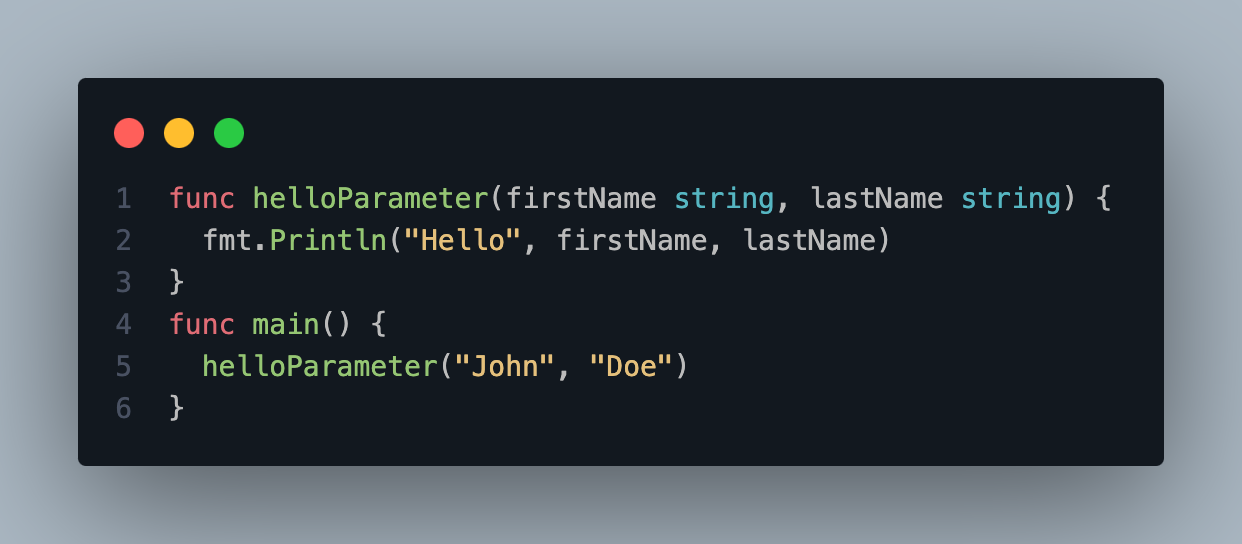 1 func helloParameter(firstName string, lastName string) {
2   fmt.Println("Hello", firstName, lastName)
3 }
4 func main() {
5   helloParameter("John", "Doe")
6 }